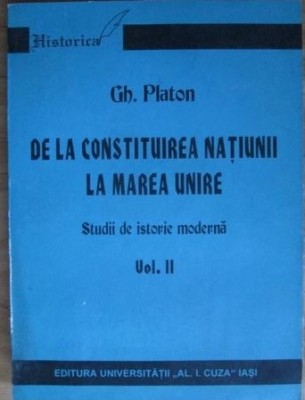 Historica
Gh. Platon
DE LA CONSTITUIREA NAȚIUNII
LA MAREA UNIRE
Studii de istorie modernă
Vol. II
EDITURA UNIVERSITĂȚII „AL. I. CUZA” IAȘI